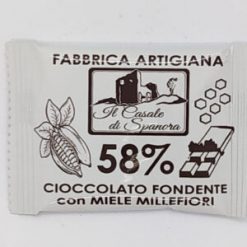 FABBRICA ARTIGIANA
Il Casale
di Spanora
58%
CIOCCOLATO FONDENTE
con MIELE MILLEFIORI